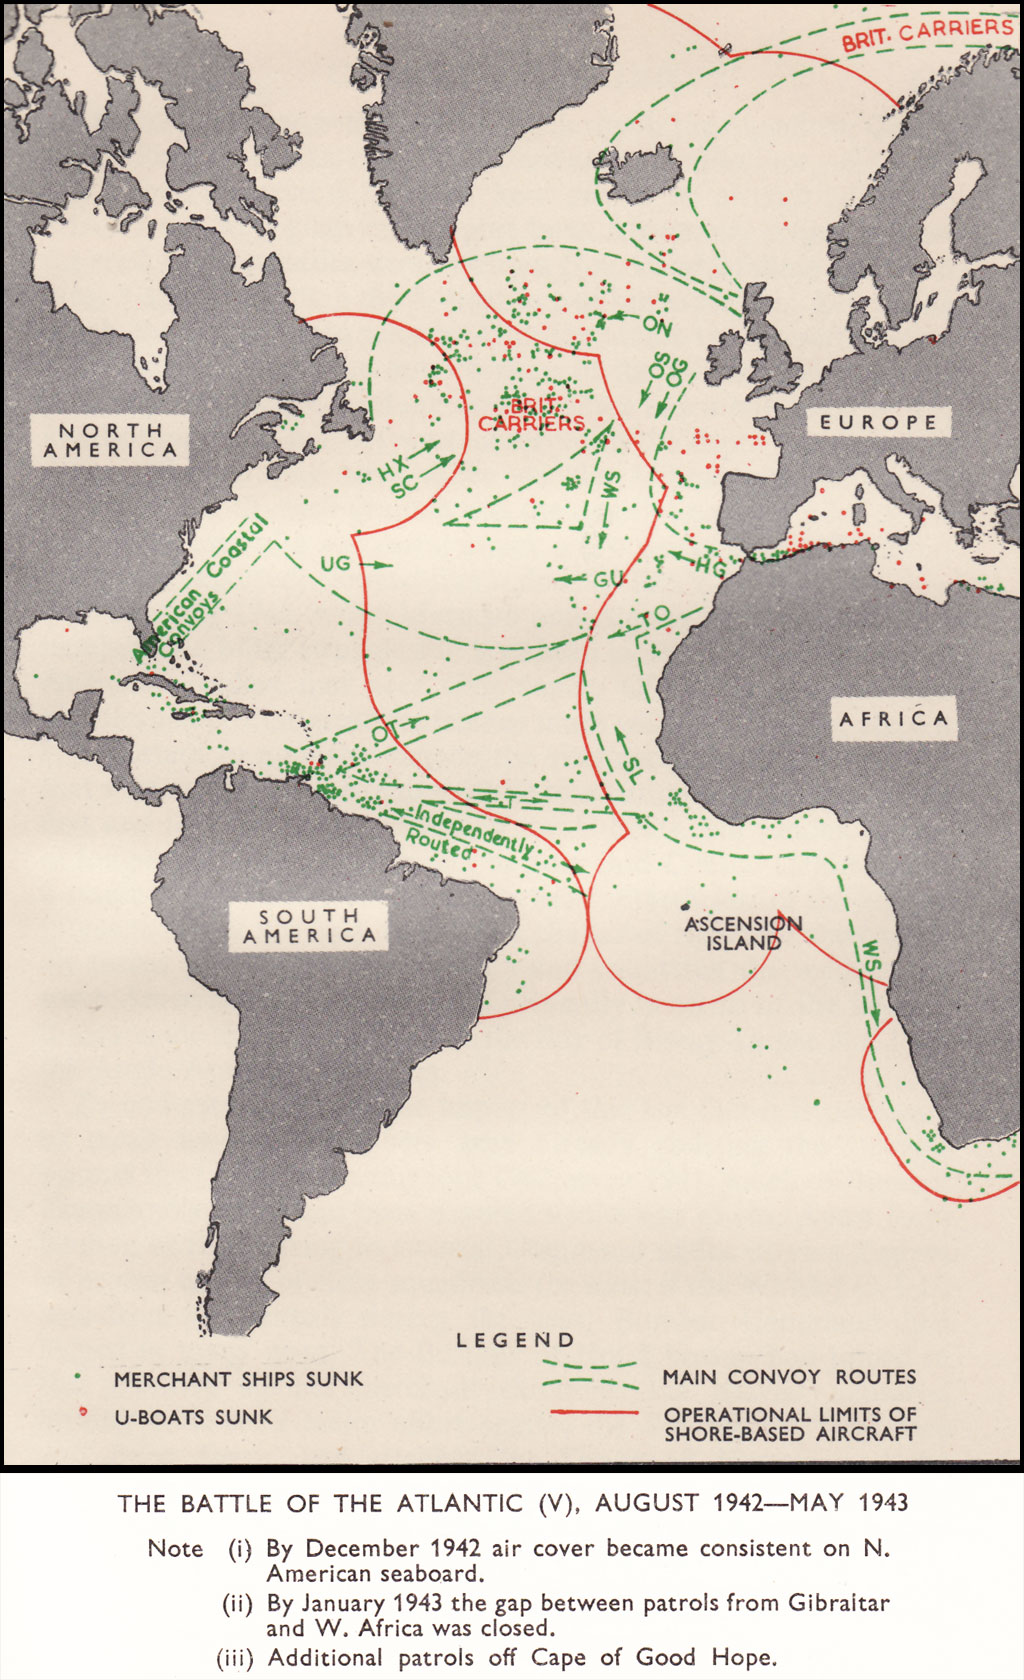 BRIT. CARRIERS
ON
OS
OG
NORTH
AMERICA
BRIT.
CARRIERS
EUROPE
HX
SC
WS
American Coastal
Convoys
UG
GU
HG
TO
OT
SL
AFRICA
T
Independently
Routed
SOUTH
AMERICA
ASCENSION
ISLAND
WS
LEGEND
MERCHANT SHIPS SUNK
MAIN CONVOY ROUTES
U-BOATS SUNK
OPERATIONAL LIMITS OF
SHORE-BASED AIRCRAFT
THE BATTLE OF THE ATLANTIC (V), AUGUST 1942—MAY 1943
Note (i) By December 1942 air cover became consistent on N.
American seaboard.
(ii) By January 1943 the gap between patrols from Gibraitar
and W. Africa was closed.
(iii) Additional patrols off Cape of Good Hope.